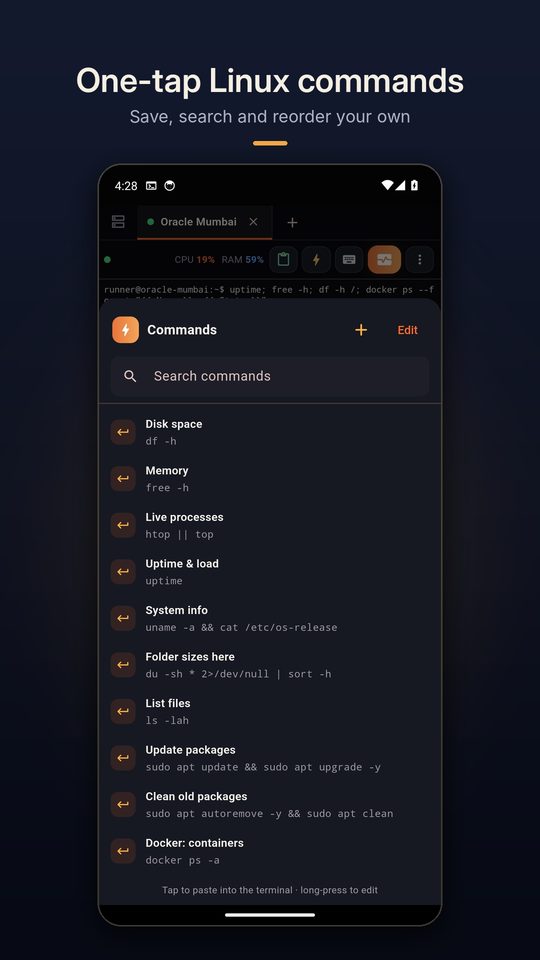 One-tap Linux commands
Save, search and reorder your own
4:28
Oracle Mumbai
CPU 19% RAM 59%
runner@oracle-mumbai:~$ uptime; free -h; df -h /; docker ps --f
Commands
Edit
Search commands
Disk space
df -h
Memory
free -h
Live processes
htop || top
Uptime & load
uptime
System info
uname -a && cat /etc/os-release
Folder sizes here
du -sh * 2>/dev/null | sort -h
List files
ls -lah
Update packages
sudo apt update && sudo apt upgrade -y
Clean old packages
sudo apt autoremove -y && sudo apt clean
Docker: containers
docker ps -a
Tap to paste into the terminal · long-press to edit